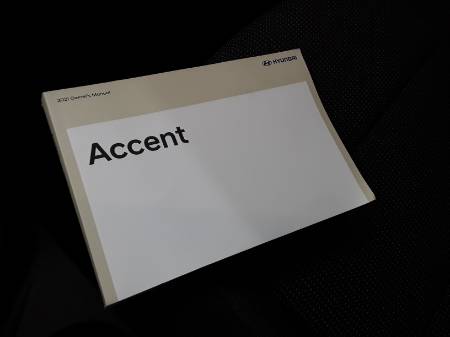 2021 Owner's Manual
HYUNDAI
Accent